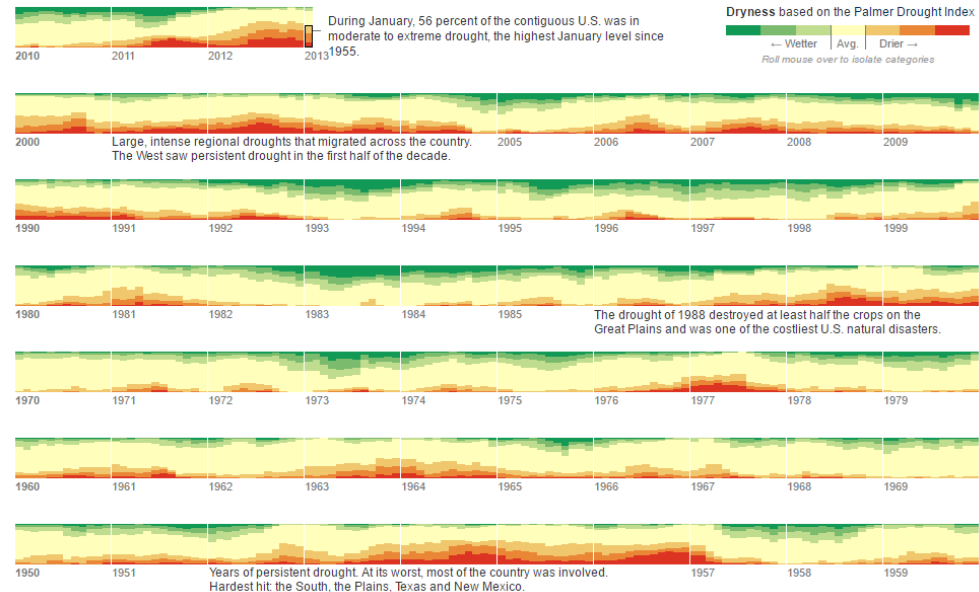 During January, 56 percent of the contiguous U.S. was in
moderate to extreme drought, the highest January level since
1955.
Dryness based on the Palmer Drought Index
← Wetter Avg. Drier →
Roll mouse over to isolate categories
2010 2011 2012 2013
2000 2005 2006 2007 2008 2009
Large, intense regional droughts that migrated across the country.
The West saw persistent drought in the first half of the decade.
1990 1991 1992 1993 1994 1995 1996 1997 1998 1999
1980 1981 1982 1983 1984 1985
The drought of 1988 destroyed at least half the crops on the
Great Plains and was one of the costliest U.S. natural disasters.
1970 1971 1972 1973 1974 1975 1976 1977 1978 1979
1960 1961 1962 1963 1964 1965 1966 1967 1968 1969
1950 1951 1957 1958 1959
Years of persistent drought. At its worst, most of the country was involved.
Hardest hit: the South, the Plains, Texas and New Mexico.